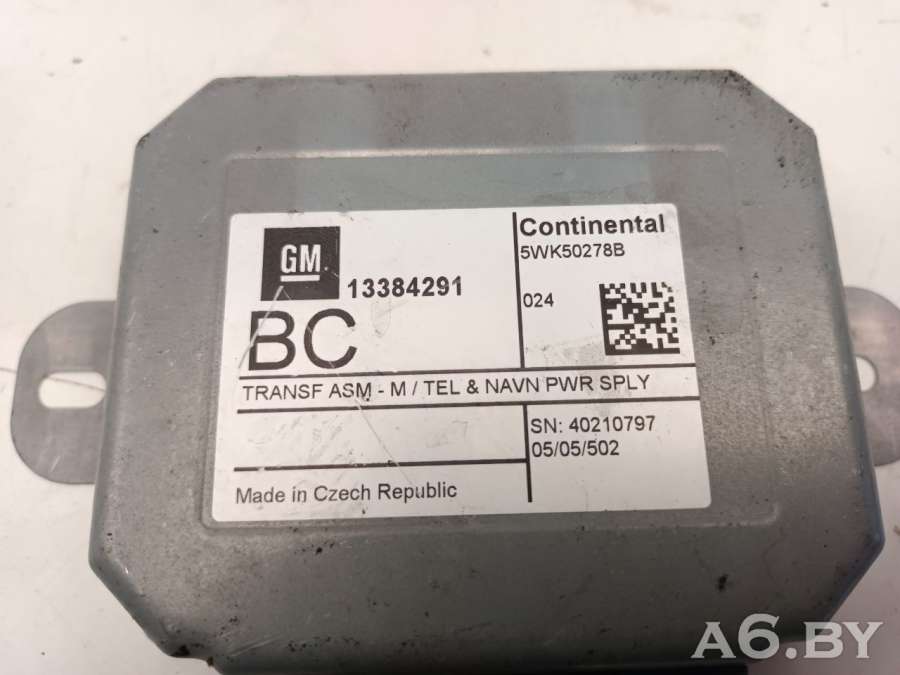 GM
13384291
BC
Continental
5WK50278B
024
TRANSF ASM - M / TEL & NAVN PWR SPLY
SN: 40210797
05/05/502
Made in Czech Republic
A6.BY